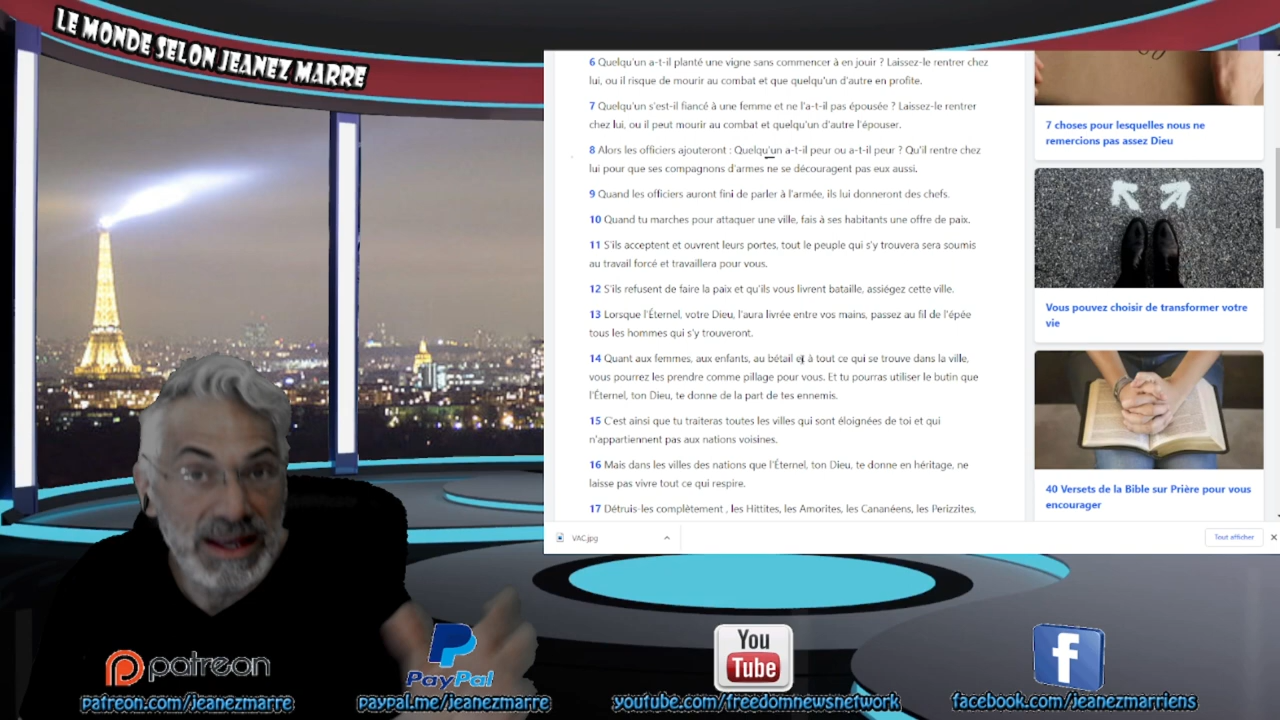 LE MONDE SELON JEANEZ MARRE
6 Quelqu'un a-t-il planté une vigne sans commencer à en jouir ? Laissez-le rentrer chez
lui, ou il risque de mourir au combat et que quelqu'un d'autre en profite.
7 Quelqu'un s'est-il fiancé à une femme et ne l'a-t-il pas épousée ? Laissez-le rentrer
chez lui, ou il peut mourir au combat et quelqu'un d'autre l'épouser.
8 Alors les officiers ajouteront : Quelqu'un a-t-il peur ou a-t-il peur ? Qu'il rentre chez
lui pour que ses compagnons d'armes ne se découragent pas eux aussi.
9 Quand les officiers auront fini de parler à l'armée, ils lui donneront des chefs.
10 Quand tu marches pour attaquer une ville, fais à ses habitants une offre de paix.
11 S'ils acceptent et ouvrent leurs portes, tout le peuple qui s'y trouvera sera soumis
au travail forcé et travaillera pour vous.
12 S'ils refusent de faire la paix et qu'ils vous livrent bataille, assiégez cette ville.
13 Lorsque l'Éternel, votre Dieu, l'aura livrée entre vos mains, passez au fil de l'épée
tous les hommes qui s'y trouveront.
14 Quant aux femmes, aux enfants, au bétail et à tout ce qui se trouve dans la ville,
vous pourrez les prendre comme pillage pour vous. Et tu pourras utiliser le butin que
l'Éternel, ton Dieu, te donne de la part de tes ennemis.
15 C'est ainsi que tu traiteras toutes les villes qui sont éloignées de toi et qui
n'appartiennent pas aux nations voisines.
16 Mais dans les villes des nations que l'Éternel, ton Dieu, te donne en héritage, ne
laisse pas vivre tout ce qui respire.
17 Détruis-les complètement , les Hittites, les Amorites, les Cananéens, les Perizzites,
7 choses pour lesquelles nous ne
remercions pas assez Dieu
Vous pouvez choisir de transformer votre
vie
40 Versets de la Bible sur Prière pour vous
encourager
VAC.jpg
Tout afficher
patreon
PayPal
You
Tube
patreon.com/jeanezmarre
paypal.me/jeanezmarre
youtube.com/freedomnewsnetwork
facebook.com/jeanezmarriens